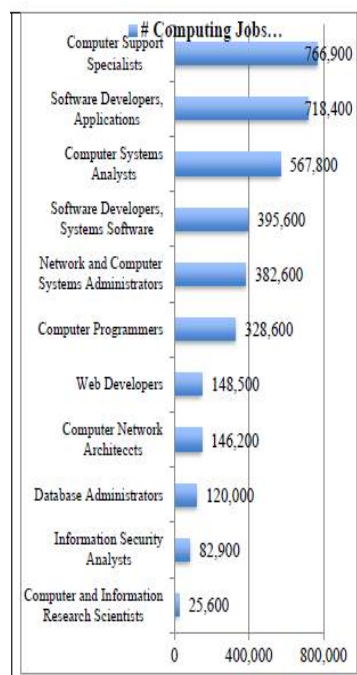 # Computing Jobs…
Computer Support
Specialists
766,900
Software Developers,
Applications
718,400
Computer Systems
Analysts
567,800
Software Developers,
Systems Software
395,600
Network and Computer
Systems Administrators
382,600
Computer Programmers
328,600
Web Developers
148,500
Computer Network
Architeccts
146,200
Database Administrators
120,000
Information Security
Analysts
82,900
Computer and Information
Research Scientists
25,600
0 400,000 800,000